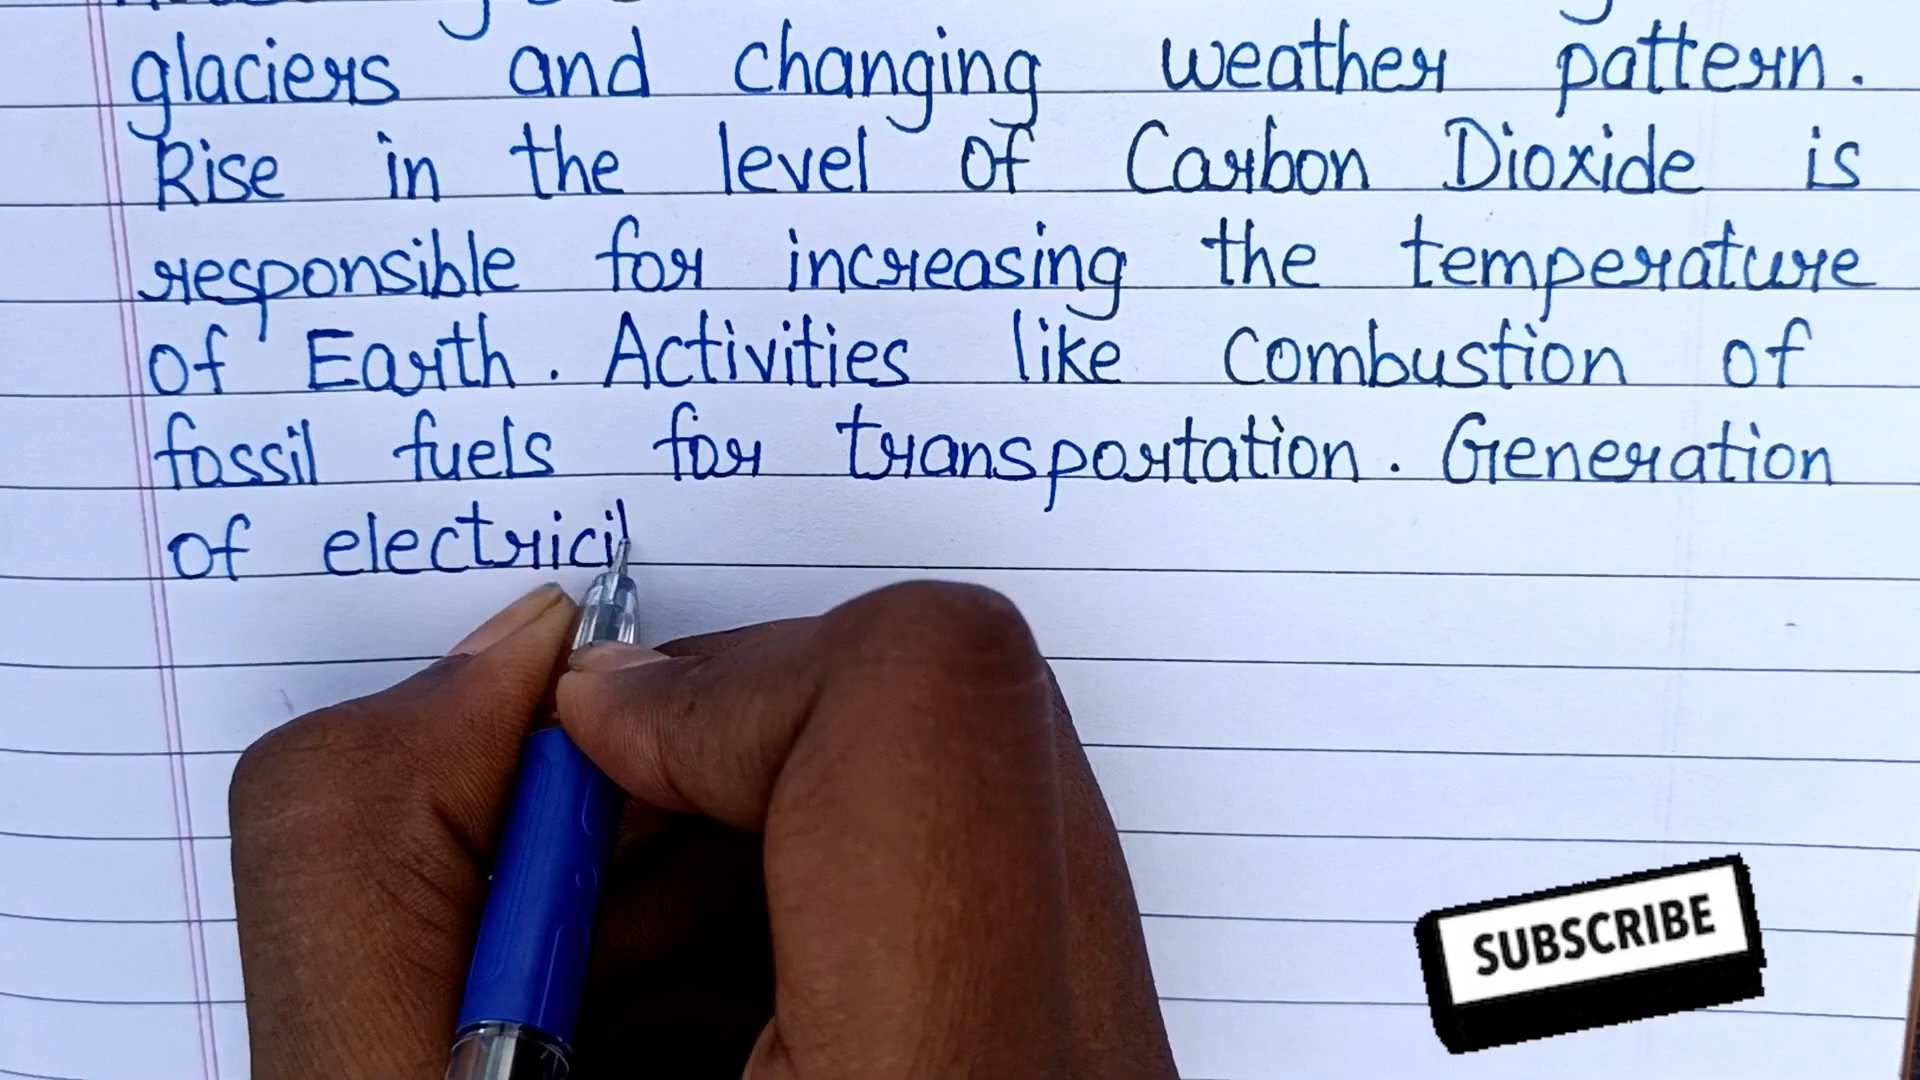 glaciers and changing weather pattern.
Rise in the level of Carbon Dioxide is
responsible for increasing the temperature
of Earth. Activities like combustion of
fossil fuels for transportation. Generation
of electricit
SUBSCRIBE